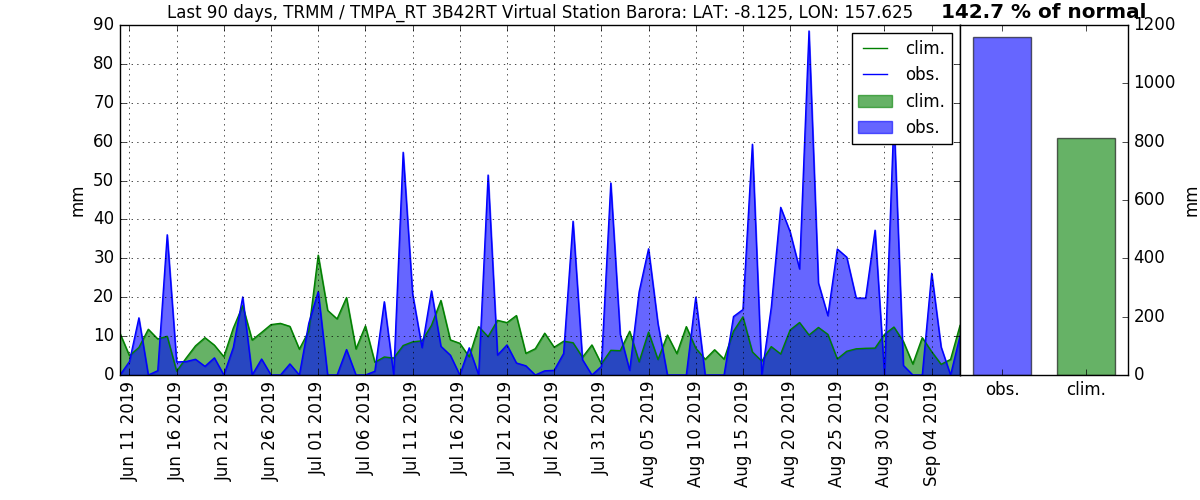 Last 90 days, TRMM / TMPA_RT 3B42RT Virtual Station Barora: LAT: -8.125, LON: 157.625
142.7 % of normal
90
80
70
60
50
40
30
20
10
0
mm
clim.
obs.
clim.
obs.
1200
1000
800
600
400
200
0
mm
Jun 11 2019
Jun 16 2019
Jun 21 2019
Jun 26 2019
Jul 01 2019
Jul 06 2019
Jul 11 2019
Jul 16 2019
Jul 21 2019
Jul 26 2019
Jul 31 2019
Aug 05 2019
Aug 10 2019
Aug 15 2019
Aug 20 2019
Aug 25 2019
Aug 30 2019
Sep 04 2019
obs.
clim.